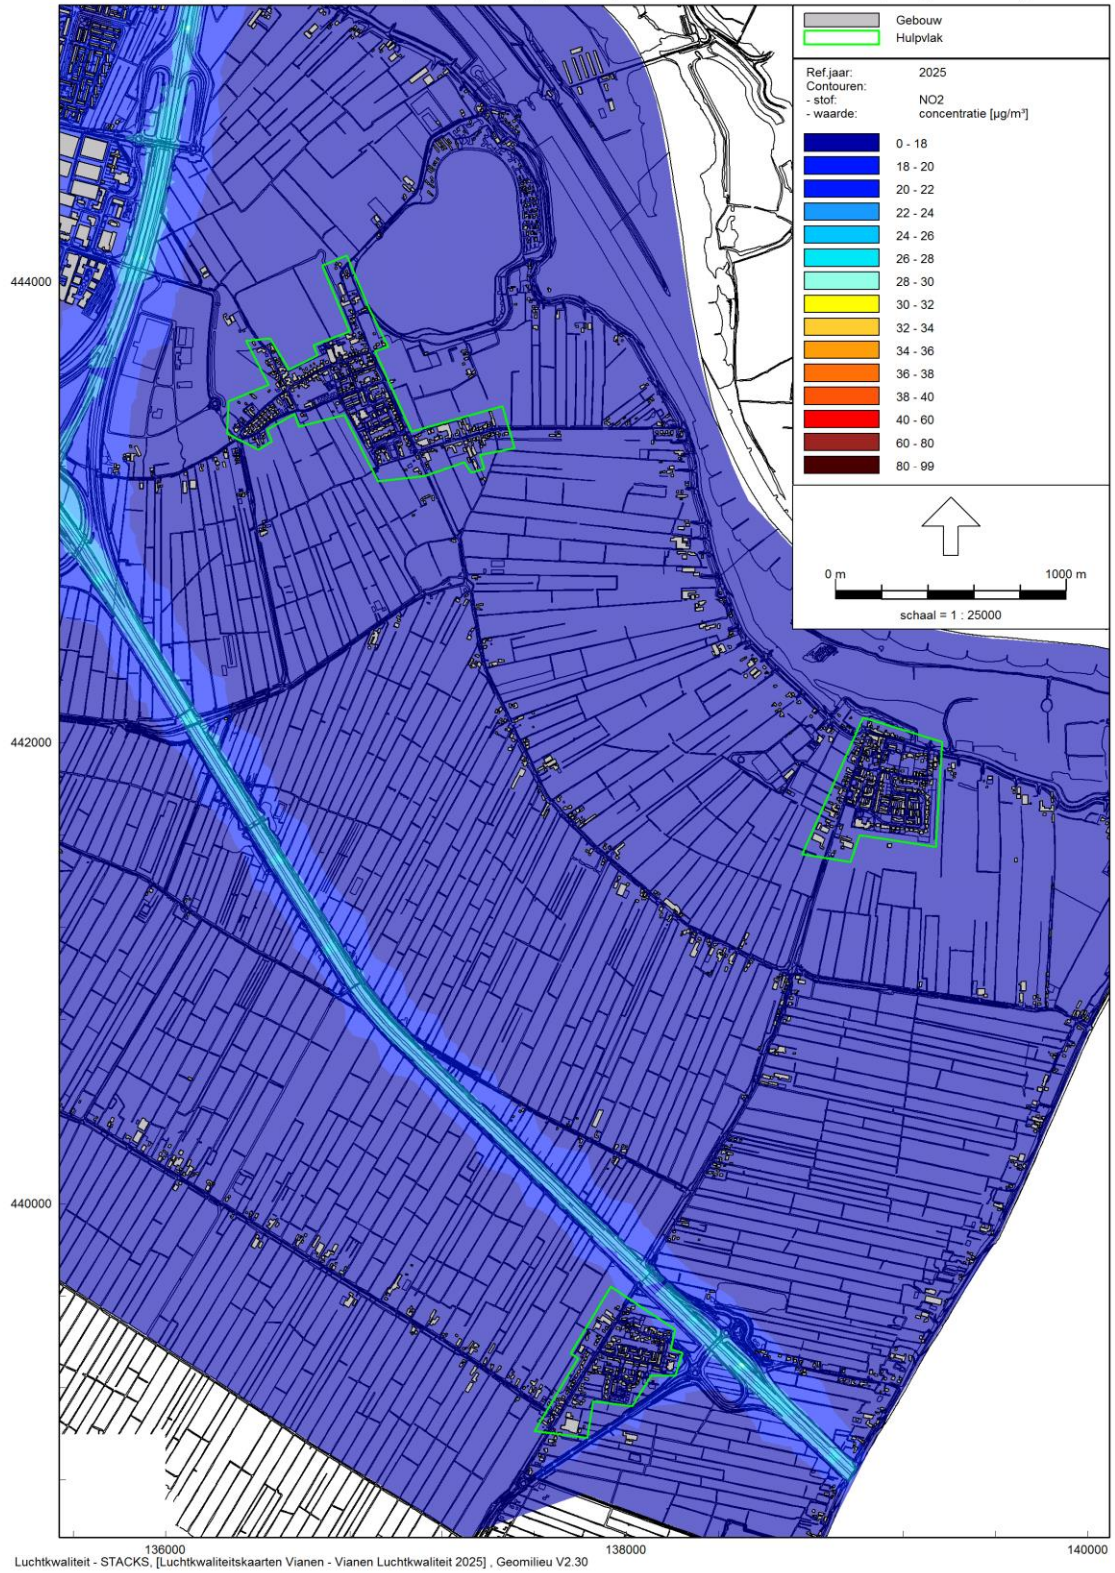 Gebouw
Hulpvlak
Ref.jaar: 2025
Contouren:
- stof: NO2
- waarde: concentratie [µg/m³]
0 - 18
18 - 20
20 - 22
22 - 24
24 - 26
26 - 28
28 - 30
30 - 32
32 - 34
34 - 36
36 - 38
38 - 40
40 - 60
60 - 80
80 - 99
0 m 1000 m
schaal = 1 : 25000
444000
442000
440000
136000 138000 140000
Luchtkwaliteit - STACKS, [Luchtkwaliteitskaarten Vianen - Vianen Luchtkwaliteit 2025] , Geomilieu V2.30